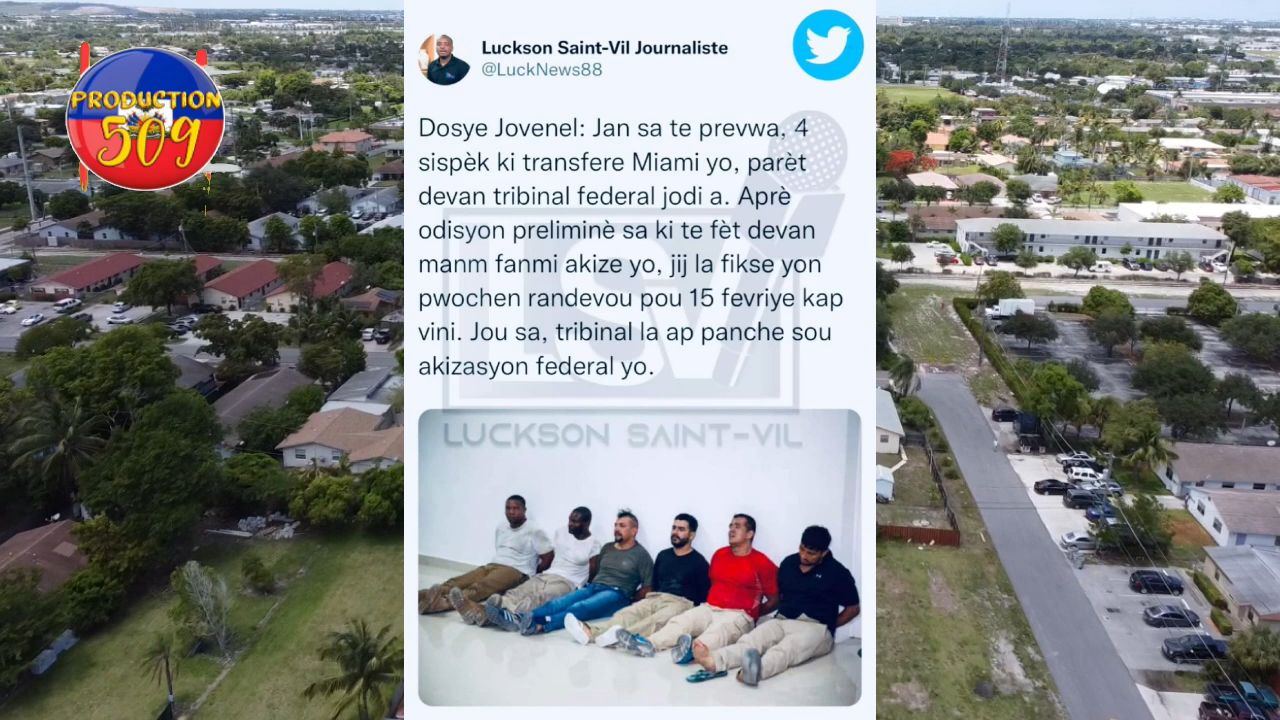 PRODUCTION
509
Luckson Saint-Vil Journaliste
@LuckNews88
Dosye Jovenel: Jan sa te prevwa, 4
sispèk ki transfere Miami yo, parèt
devan tribinal federal jodi a. Aprè
odisyon preliminè sa ki te fèt devan
manm fanmi akize yo, jij la fikse yon
pwochen randevou pou 15 fevriye kap
vini. Jou sa, tribinal la ap panche sou
akizasyon federal yo.
LSV
LUCKSON SAINT-VIL